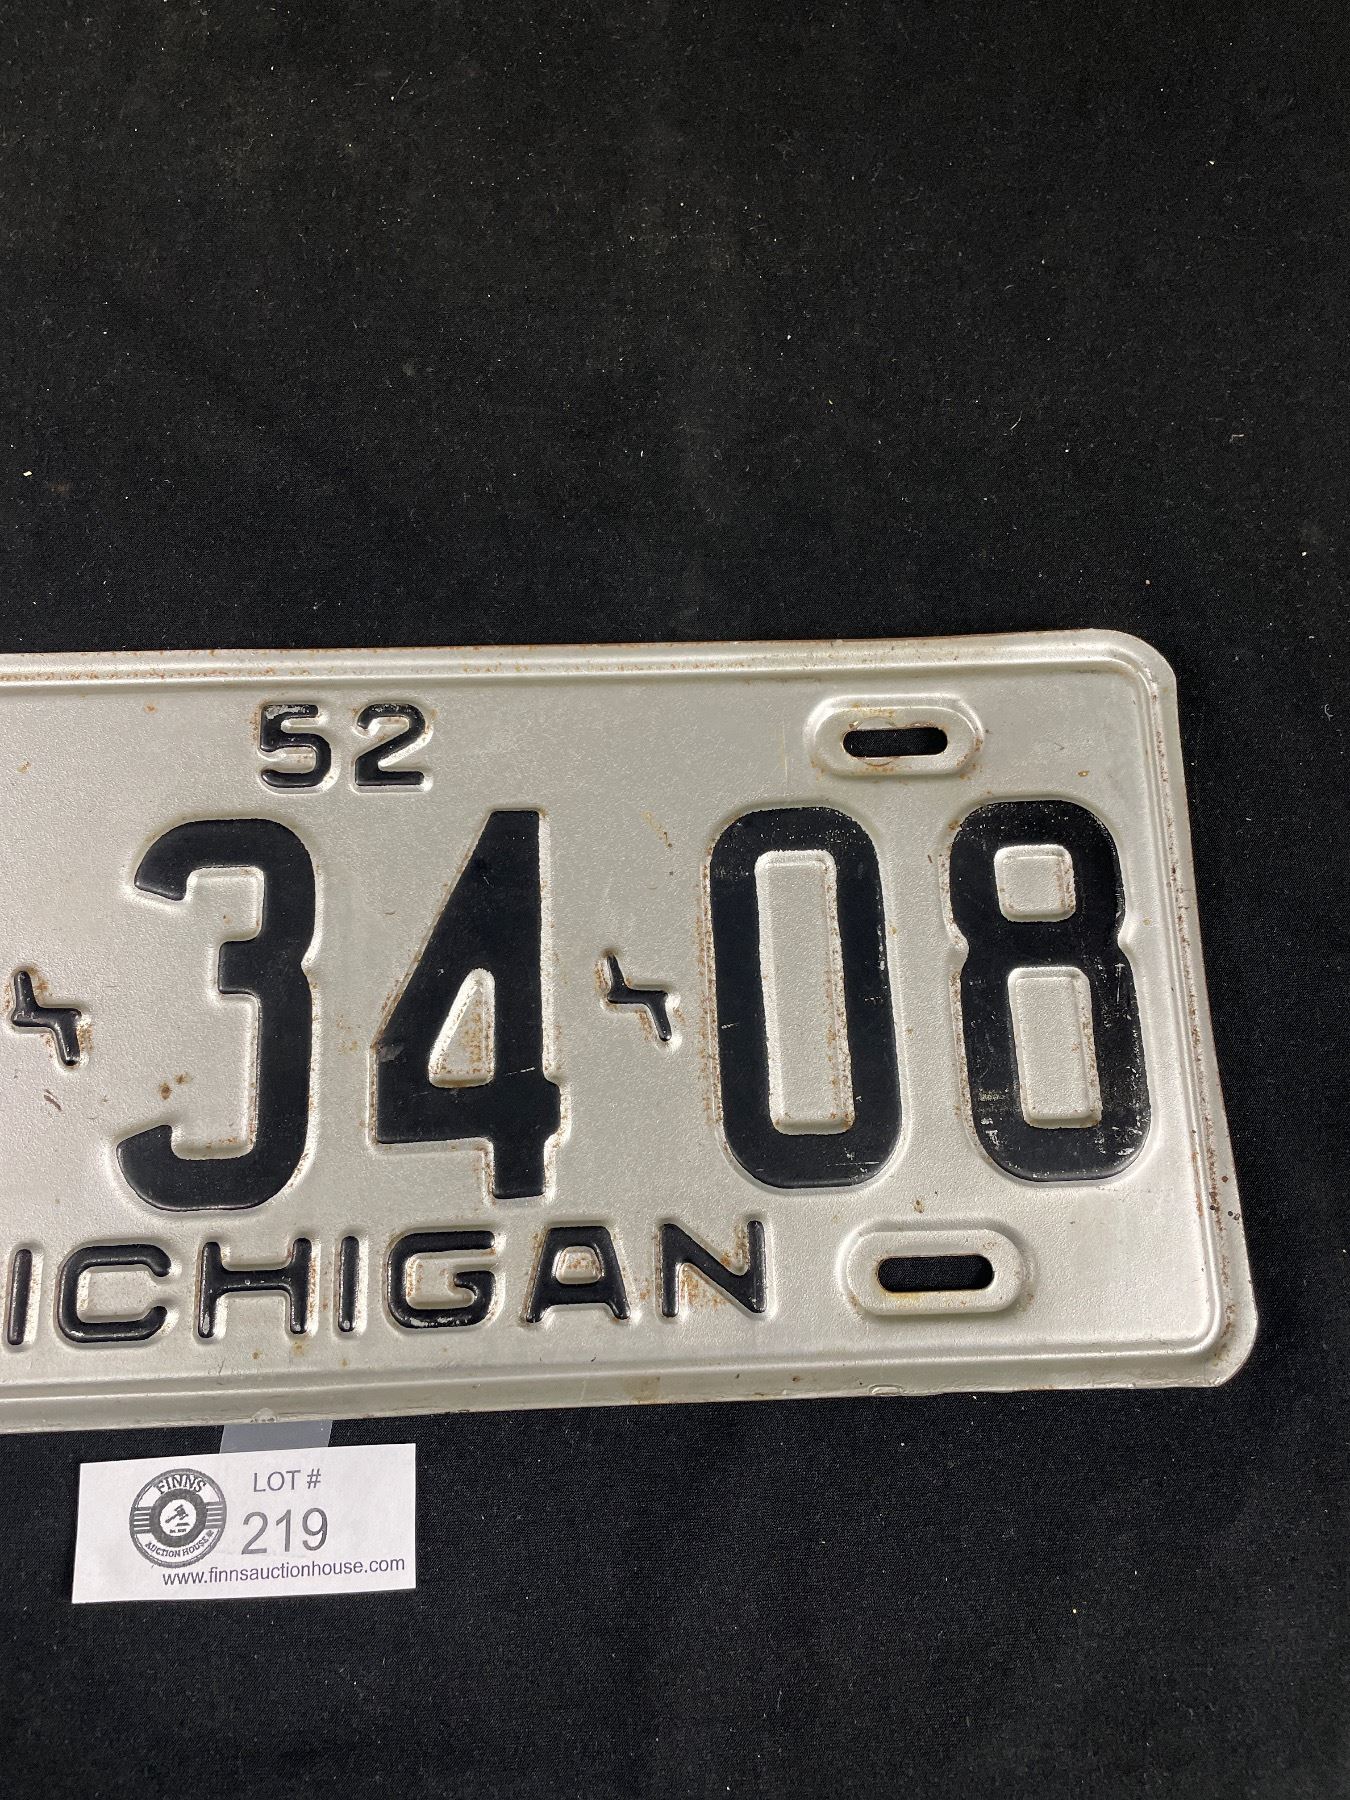 52
34 08
ICHIGAN
FINNS
AUCTION HOUSE
LOT #
219
www.finnsauctionhouse.com